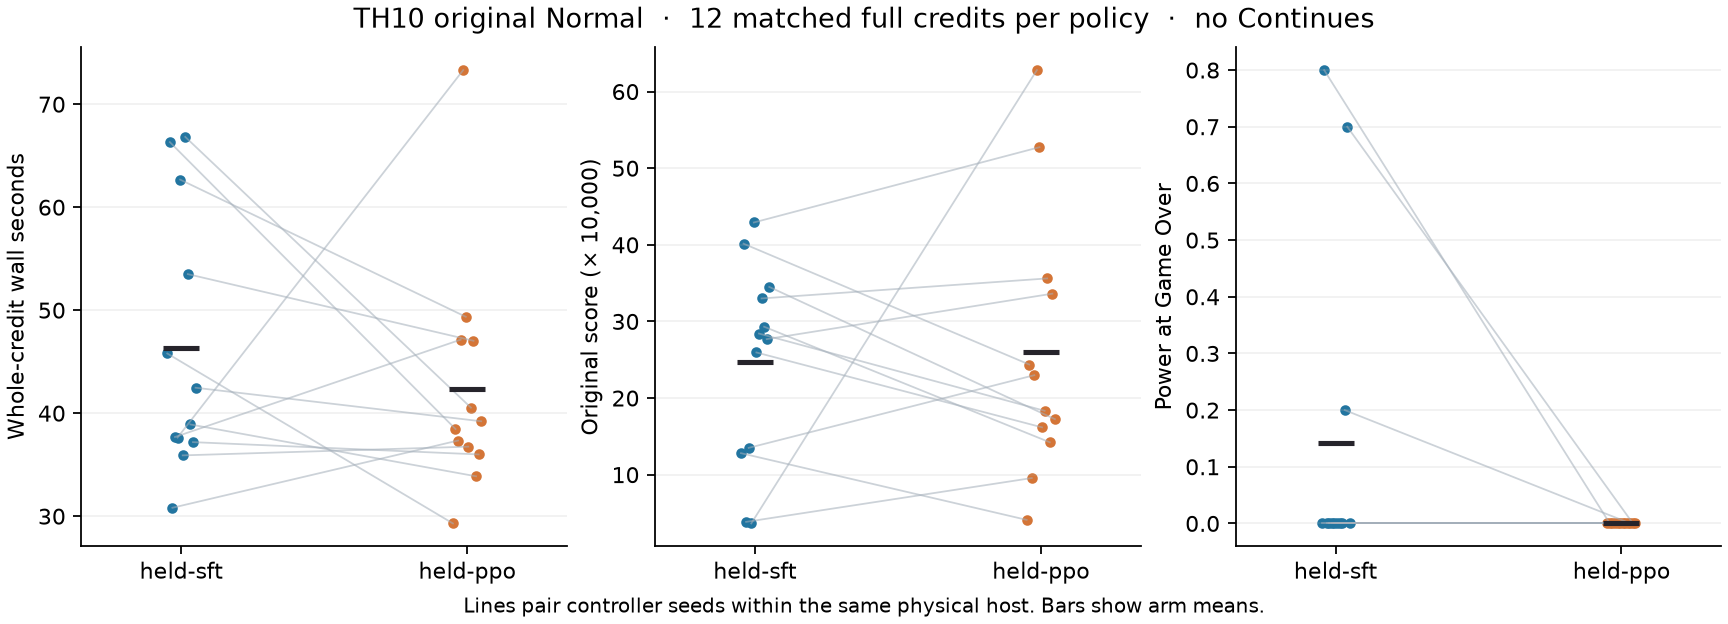 TH10 original Normal · 12 matched full credits per policy · no Continues
Whole-credit wall seconds
70
60
50
40
30
held-sft
held-ppo
Original score (× 10,000)
60
50
40
30
20
10
held-sft
held-ppo
Power at Game Over
0.8
0.7
0.6
0.5
0.4
0.3
0.2
0.1
0.0
held-sft
held-ppo
Lines pair controller seeds within the same physical host. Bars show arm means.